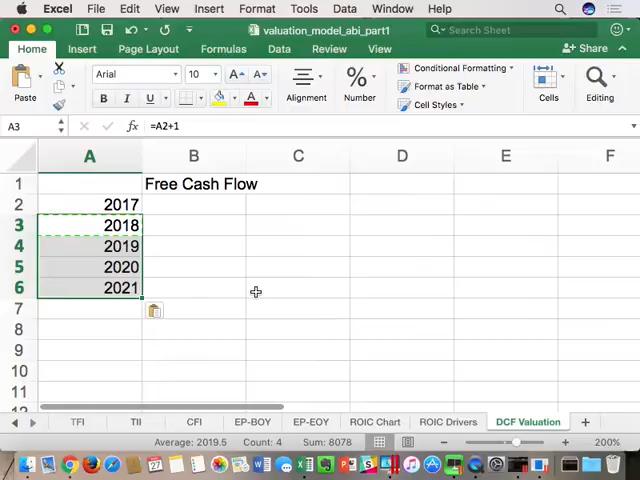 Excel File Edit View Insert Format Tools Data Window Help
valuation_model_abi_part1
Search Sheet
Home Insert Page Layout Formulas Data Review View
Share
Paste
Arial 10
A A
B I U
A
Alignment
%
Number
Conditional Formatting
Format as Table
Cell Styles
Cells
Editing
A3 fx =A2+1
A B C D E F
1 Free Cash Flow
2 2017
3 2018
4 2019
5 2020
6 2021
7
8
9
10
11
12
TFI TII CFI EP-BOY EP-EOY ROIC Chart ROIC Drivers DCF Valuation +
Average: 2019.5 Count: 4 Sum: 8078 200%
27